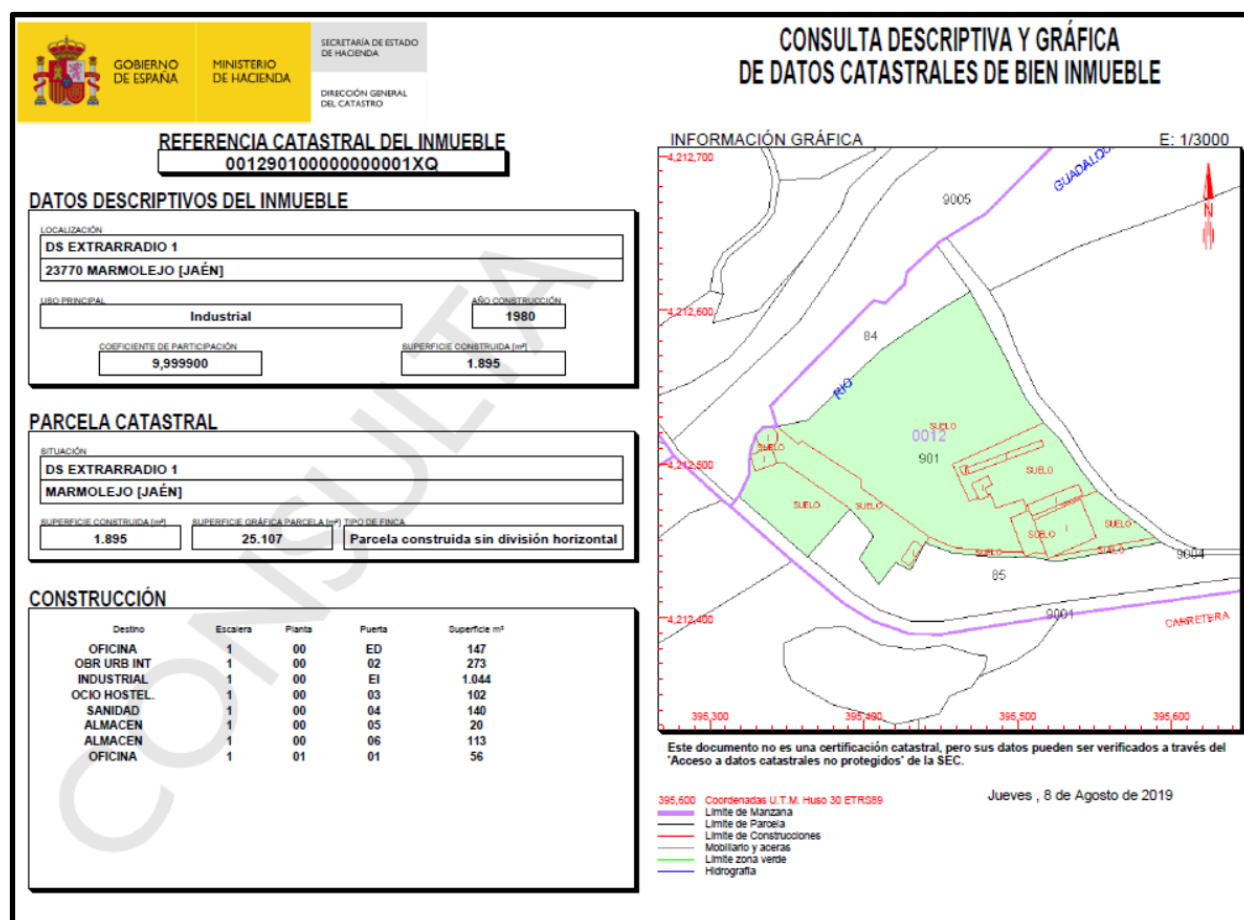 GOBIERNO
DE ESPAÑA
MINISTERIO
DE HACIENDA
SECRETARÍA DE ESTADO
DE HACIENDA
DIRECCIÓN GENERAL
DEL CATASTRO
CONSULTA DESCRIPTIVA Y GRÁFICA
DE DATOS CATASTRALES DE BIEN INMUEBLE
REFERENCIA CATASTRAL DEL INMUEBLE
001290100000000001XQ
DATOS DESCRIPTIVOS DEL INMUEBLE
LOCALIZACIÓN
DS EXTRARRADIO 1
23770 MARMOLEJO [JAÉN]
USO PRINCIPAL
Industrial
AÑO CONSTRUCCIÓN
1980
COEFICIENTE DE PARTICIPACIÓN
9,999900
SUPERFICIE CONSTRUIDA [m²]
1.895
PARCELA CATASTRAL
SITUACIÓN
DS EXTRARRADIO 1
MARMOLEJO [JAÉN]
SUPERFICIE CONSTRUIDA [m²]
1.895
SUPERFICIE GRÁFICA PARCELA [m²]
25.107
TIPO DE FINCA
Parcela construida sin división horizontal
CONSTRUCCIÓN
Destino Escalera Planta Puerta Superficie m²
OFICINA 1 00 ED 147
OBR URB INT 1 00 02 273
INDUSTRIAL 1 00 EI 1.044
OCIO HOSTEL. 1 00 03 102
SANIDAD 1 00 04 140
ALMACEN 1 00 05 20
ALMACEN 1 00 06 113
OFICINA 1 01 01 56
CONSULTA
INFORMACIÓN GRÁFICA E: 1/3000
4,212,700
GUADALQU
9005
N
4,212,600
84
RIO
SUELO
0012
901
SUELO
4,212,500
SUELO
SUELO
SUELO
SUELO
SUELO
I
SUELO
SUELO
9004
85
9001
4,212,400
CARRETERA
395,300 395,400 395,500 395,600
Este documento no es una certificación catastral, pero sus datos pueden ser verificados a través del
'Acceso a datos catastrales no protegidos' de la SEC.
Jueves , 8 de Agosto de 2019
395,600 Coordenadas U.T.M. Huso 30 ETRS89
Límite de Manzana
Límite de Parcela
Límite de Construcciones
Mobiliario y aceras
Límite zona verde
Hidrografía